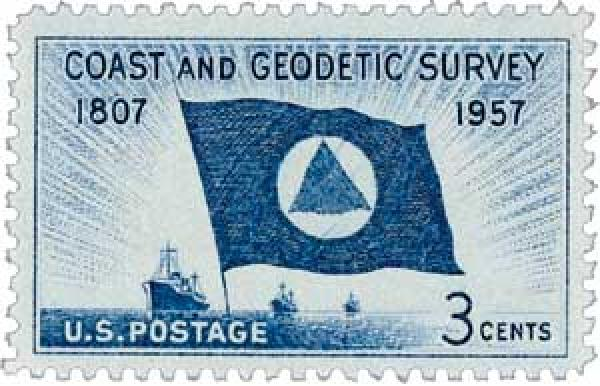 COAST AND GEODETIC SURVEY
1807 1957
U.S. POSTAGE 3 CENTS